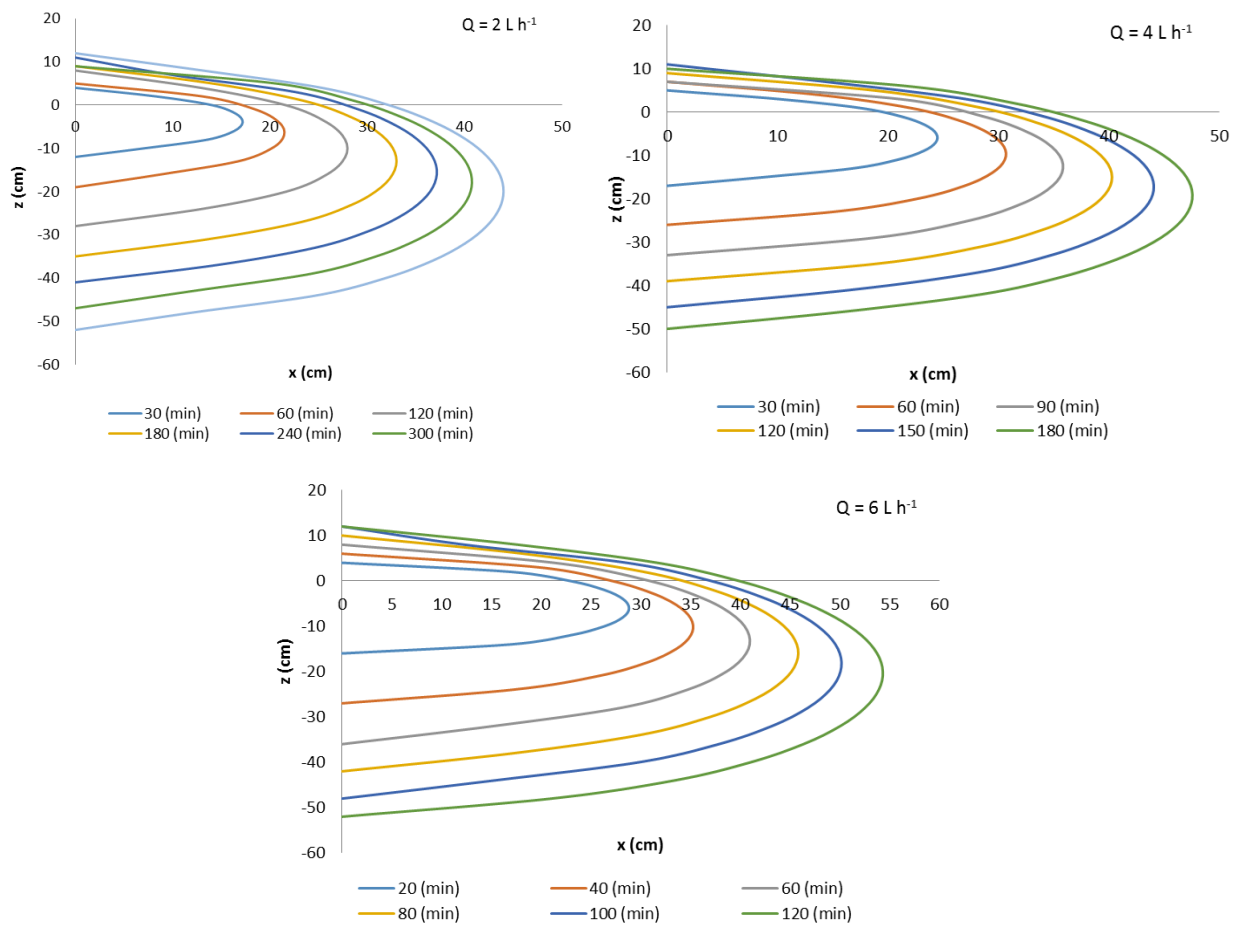 Q = 2 L h⁻¹
20
10
0
-10
-20
-30
-40
-50
-60
0 10 20 30 40 50
z (cm)
x (cm)
30 (min) 60 (min) 120 (min)
180 (min) 240 (min) 300 (min)
Q = 4 L h⁻¹
20
10
0
-10
-20
-30
-40
-50
-60
0 10 20 30 40 50
z (cm)
x (cm)
30 (min) 60 (min) 90 (min)
120 (min) 150 (min) 180 (min)
Q = 6 L h⁻¹
20
10
0
-10
-20
-30
-40
-50
-60
0 5 10 15 20 25 30 35 40 45 50 60
z (cm)
x (cm)
20 (min) 40 (min) 60 (min)
80 (min) 100 (min) 120 (min)